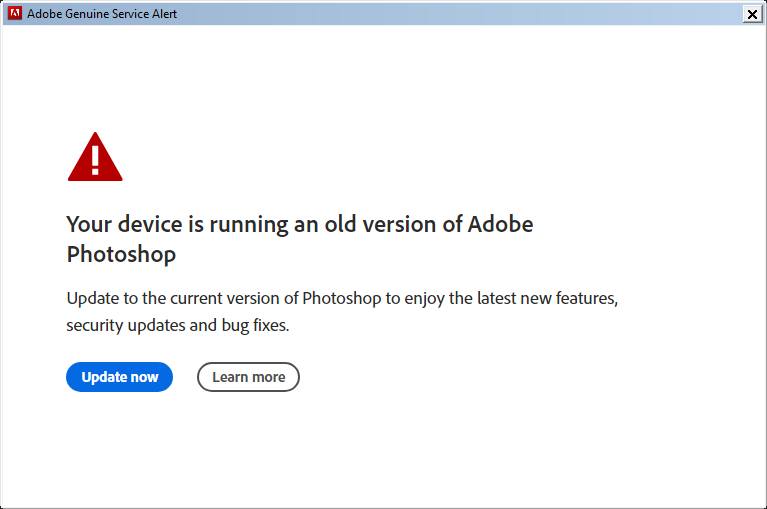 Adobe Genuine Service Alert
Your device is running an old version of Adobe
Photoshop
Update to the current version of Photoshop to enjoy the latest new features,
security updates and bug fixes.
Update now
Learn more